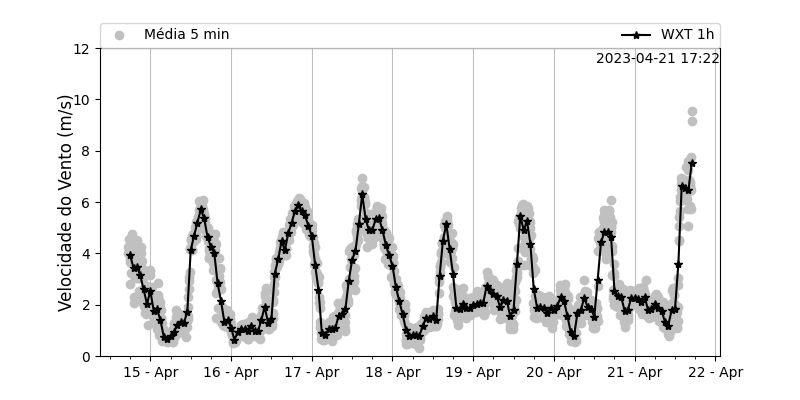 Média 5 min
WXT 1h
2023-04-21 17:22
Velocidade do Vento (m/s)
12
10
8
6
4
2
0
15 - Apr
16 - Apr
17 - Apr
18 - Apr
19 - Apr
20 - Apr
21 - Apr
22 - Apr